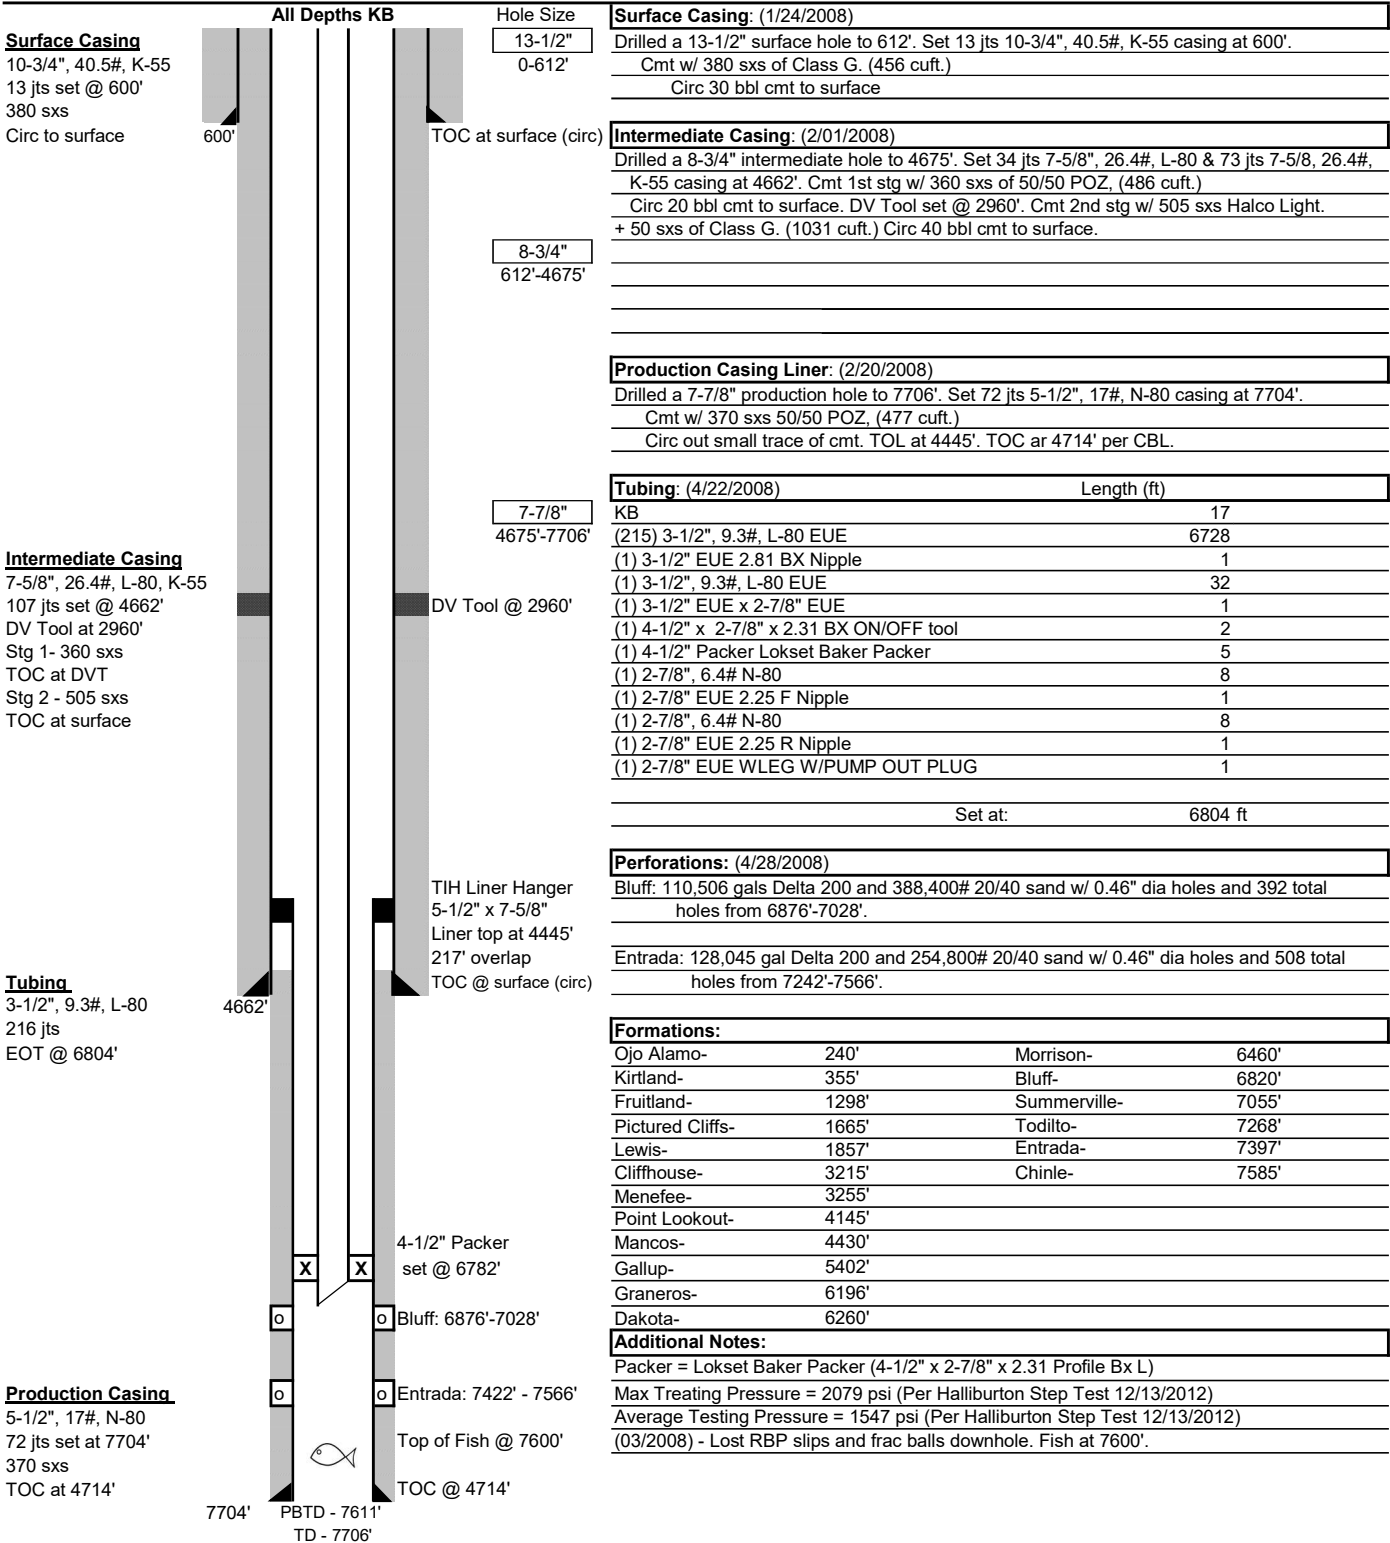 All Depths KB
Hole Size
Surface Casing
10-3/4", 40.5#, K-55
13 jts set @ 600'
380 sxs
Circ to surface
600'
13-1/2"
0-612'
TOC at surface (circ)
8-3/4"
612'-4675'
7-7/8"
4675'-7706'
Intermediate Casing
7-5/8", 26.4#, L-80, K-55
107 jts set @ 4662'
DV Tool at 2960'
Stg 1- 360 sxs
TOC at DVT
Stg 2 - 505 sxs
TOC at surface
DV Tool @ 2960'
TIH Liner Hanger
5-1/2" x 7-5/8"
Liner top at 4445'
217' overlap
TOC @ surface (circ)
Tubing
3-1/2", 9.3#, L-80
216 jts
EOT @ 6804'
4662'
4-1/2" Packer
set @ 6782'
X X
o o Bluff: 6876'-7028'
o o Entrada: 7422' - 7566'
Production Casing
5-1/2", 17#, N-80
72 jts set at 7704'
370 sxs
TOC at 4714'
Top of Fish @ 7600'
TOC @ 4714'
7704'
PBTD - 7611'
TD - 7706'
Surface Casing: (1/24/2008)
Drilled a 13-1/2" surface hole to 612'. Set 13 jts 10-3/4", 40.5#, K-55 casing at 600'.
Cmt w/ 380 sxs of Class G. (456 cuft.)
Circ 30 bbl cmt to surface
Intermediate Casing: (2/01/2008)
Drilled a 8-3/4" intermediate hole to 4675'. Set 34 jts 7-5/8", 26.4#, L-80 & 73 jts 7-5/8, 26.4#,
K-55 casing at 4662'. Cmt 1st stg w/ 360 sxs of 50/50 POZ, (486 cuft.)
Circ 20 bbl cmt to surface. DV Tool set @ 2960'. Cmt 2nd stg w/ 505 sxs Halco Light.
+ 50 sxs of Class G. (1031 cuft.) Circ 40 bbl cmt to surface.
Production Casing Liner: (2/20/2008)
Drilled a 7-7/8" production hole to 7706'. Set 72 jts 5-1/2", 17#, N-80 casing at 7704'.
Cmt w/ 370 sxs 50/50 POZ, (477 cuft.)
Circ out small trace of cmt. TOL at 4445'. TOC ar 4714' per CBL.
Tubing: (4/22/2008) Length (ft)
KB 17
(215) 3-1/2", 9.3#, L-80 EUE 6728
(1) 3-1/2" EUE 2.81 BX Nipple 1
(1) 3-1/2", 9.3#, L-80 EUE 32
(1) 3-1/2" EUE x 2-7/8" EUE 1
(1) 4-1/2" x 2-7/8" x 2.31 BX ON/OFF tool 2
(1) 4-1/2" Packer Lokset Baker Packer 5
(1) 2-7/8", 6.4# N-80 8
(1) 2-7/8" EUE 2.25 F Nipple 1
(1) 2-7/8", 6.4# N-80 8
(1) 2-7/8" EUE 2.25 R Nipple 1
(1) 2-7/8" EUE WLEG W/PUMP OUT PLUG 1
Set at: 6804 ft
Perforations: (4/28/2008)
Bluff: 110,506 gals Delta 200 and 388,400# 20/40 sand w/ 0.46" dia holes and 392 total
holes from 6876'-7028'.
Entrada: 128,045 gal Delta 200 and 254,800# 20/40 sand w/ 0.46" dia holes and 508 total
holes from 7242'-7566'.
Formations:
Ojo Alamo- 240' Morrison- 6460'
Kirtland- 355' Bluff- 6820'
Fruitland- 1298' Summerville- 7055'
Pictured Cliffs- 1665' Todilto- 7268'
Lewis- 1857' Entrada- 7397'
Cliffhouse- 3215' Chinle- 7585'
Menefee- 3255'
Point Lookout- 4145'
Mancos- 4430'
Gallup- 5402'
Graneros- 6196'
Dakota- 6260'
Additional Notes:
Packer = Lokset Baker Packer (4-1/2" x 2-7/8" x 2.31 Profile Bx L)
Max Treating Pressure = 2079 psi (Per Halliburton Step Test 12/13/2012)
Average Testing Pressure = 1547 psi (Per Halliburton Step Test 12/13/2012)
(03/2008) - Lost RBP slips and frac balls downhole. Fish at 7600'.